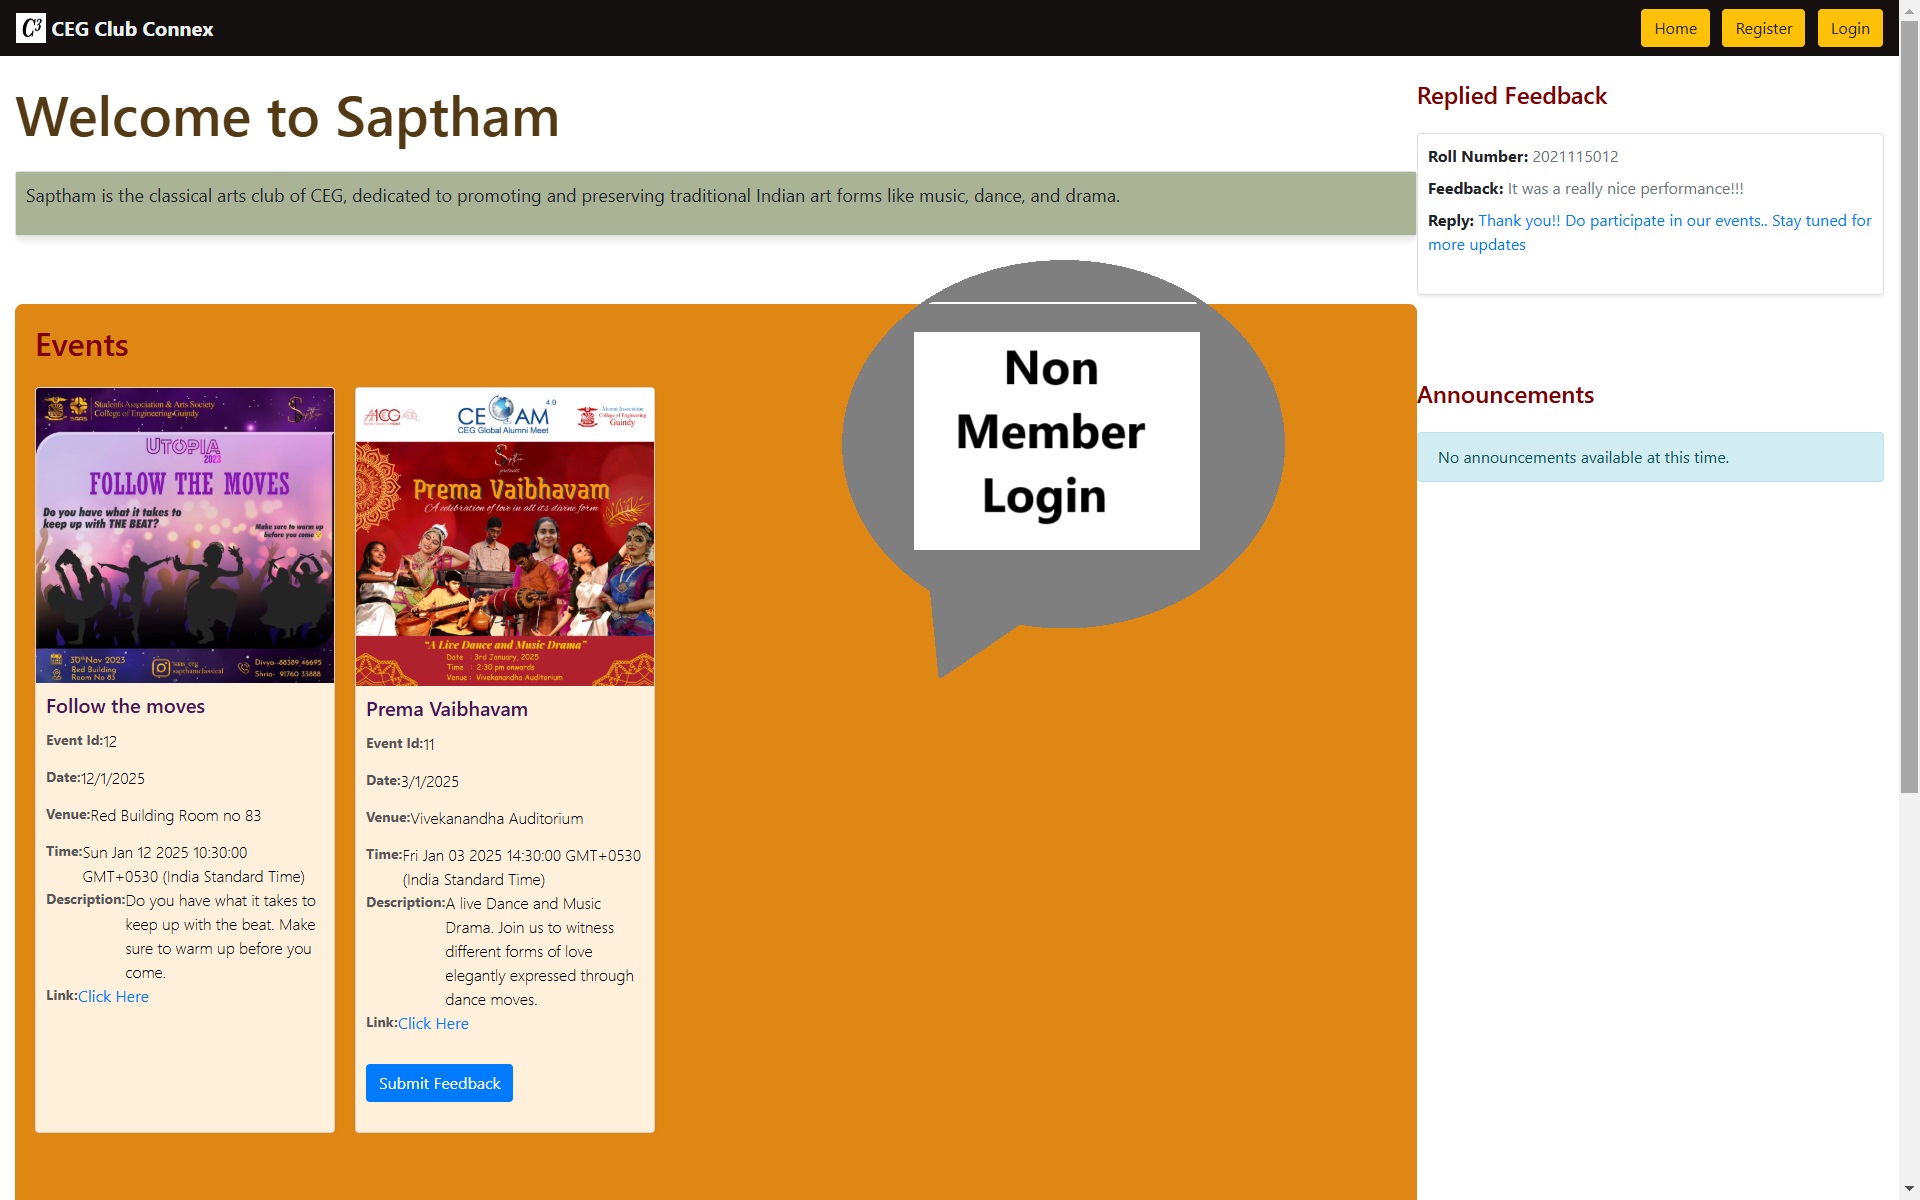 C³ CEG Club Connex
Home
Register
Login
Welcome to Saptham
Saptham is the classical arts club of CEG, dedicated to promoting and preserving traditional Indian art forms like music, dance, and drama.
Replied Feedback
Roll Number: 2021115012
Feedback: It was a really nice performance!!!
Reply: Thank you!! Do participate in our events.. Stay tuned for
more updates
Announcements
No announcements available at this time.
Non
Member
Login
Events
Students Association & Arts Society
College of Engineering-Guindy
UTOPIA
2023
FOLLOW THE MOVES
Do you have what it takes to
keep up with THE BEAT?
Make sure to warm up
before you come
30th Nov 2023
Red Building
Room No 83
saas_ceg
sapthamclassical
Divya- 88389 46695
Shria- 91760 33888
Follow the moves
Event Id:12
Date:12/1/2025
Venue:Red Building Room no 83
Time:Sun Jan 12 2025 10:30:00
GMT+0530 (India Standard Time)
Description:Do you have what it takes to
keep up with the beat. Make
sure to warm up before you
come.
Link:Click Here
AACG
4.0
CEGAM
CEG Global Alumni Meet
Alumni Association
College of Engineering
Guindy
Saptham
presents
Prema Vaibhavam
A celebration of love in all its divine form
“A Live Dance and Music Drama”
Date : 3rd January, 2025
Time : 2:30 pm onwards
Venue : Vivekanandha Auditorium
Prema Vaibhavam
Event Id:11
Date:3/1/2025
Venue:Vivekanandha Auditorium
Time:Fri Jan 03 2025 14:30:00 GMT+0530
(India Standard Time)
Description:A live Dance and Music
Drama. Join us to witness
different forms of love
elegantly expressed through
dance moves.
Link:Click Here
Submit Feedback